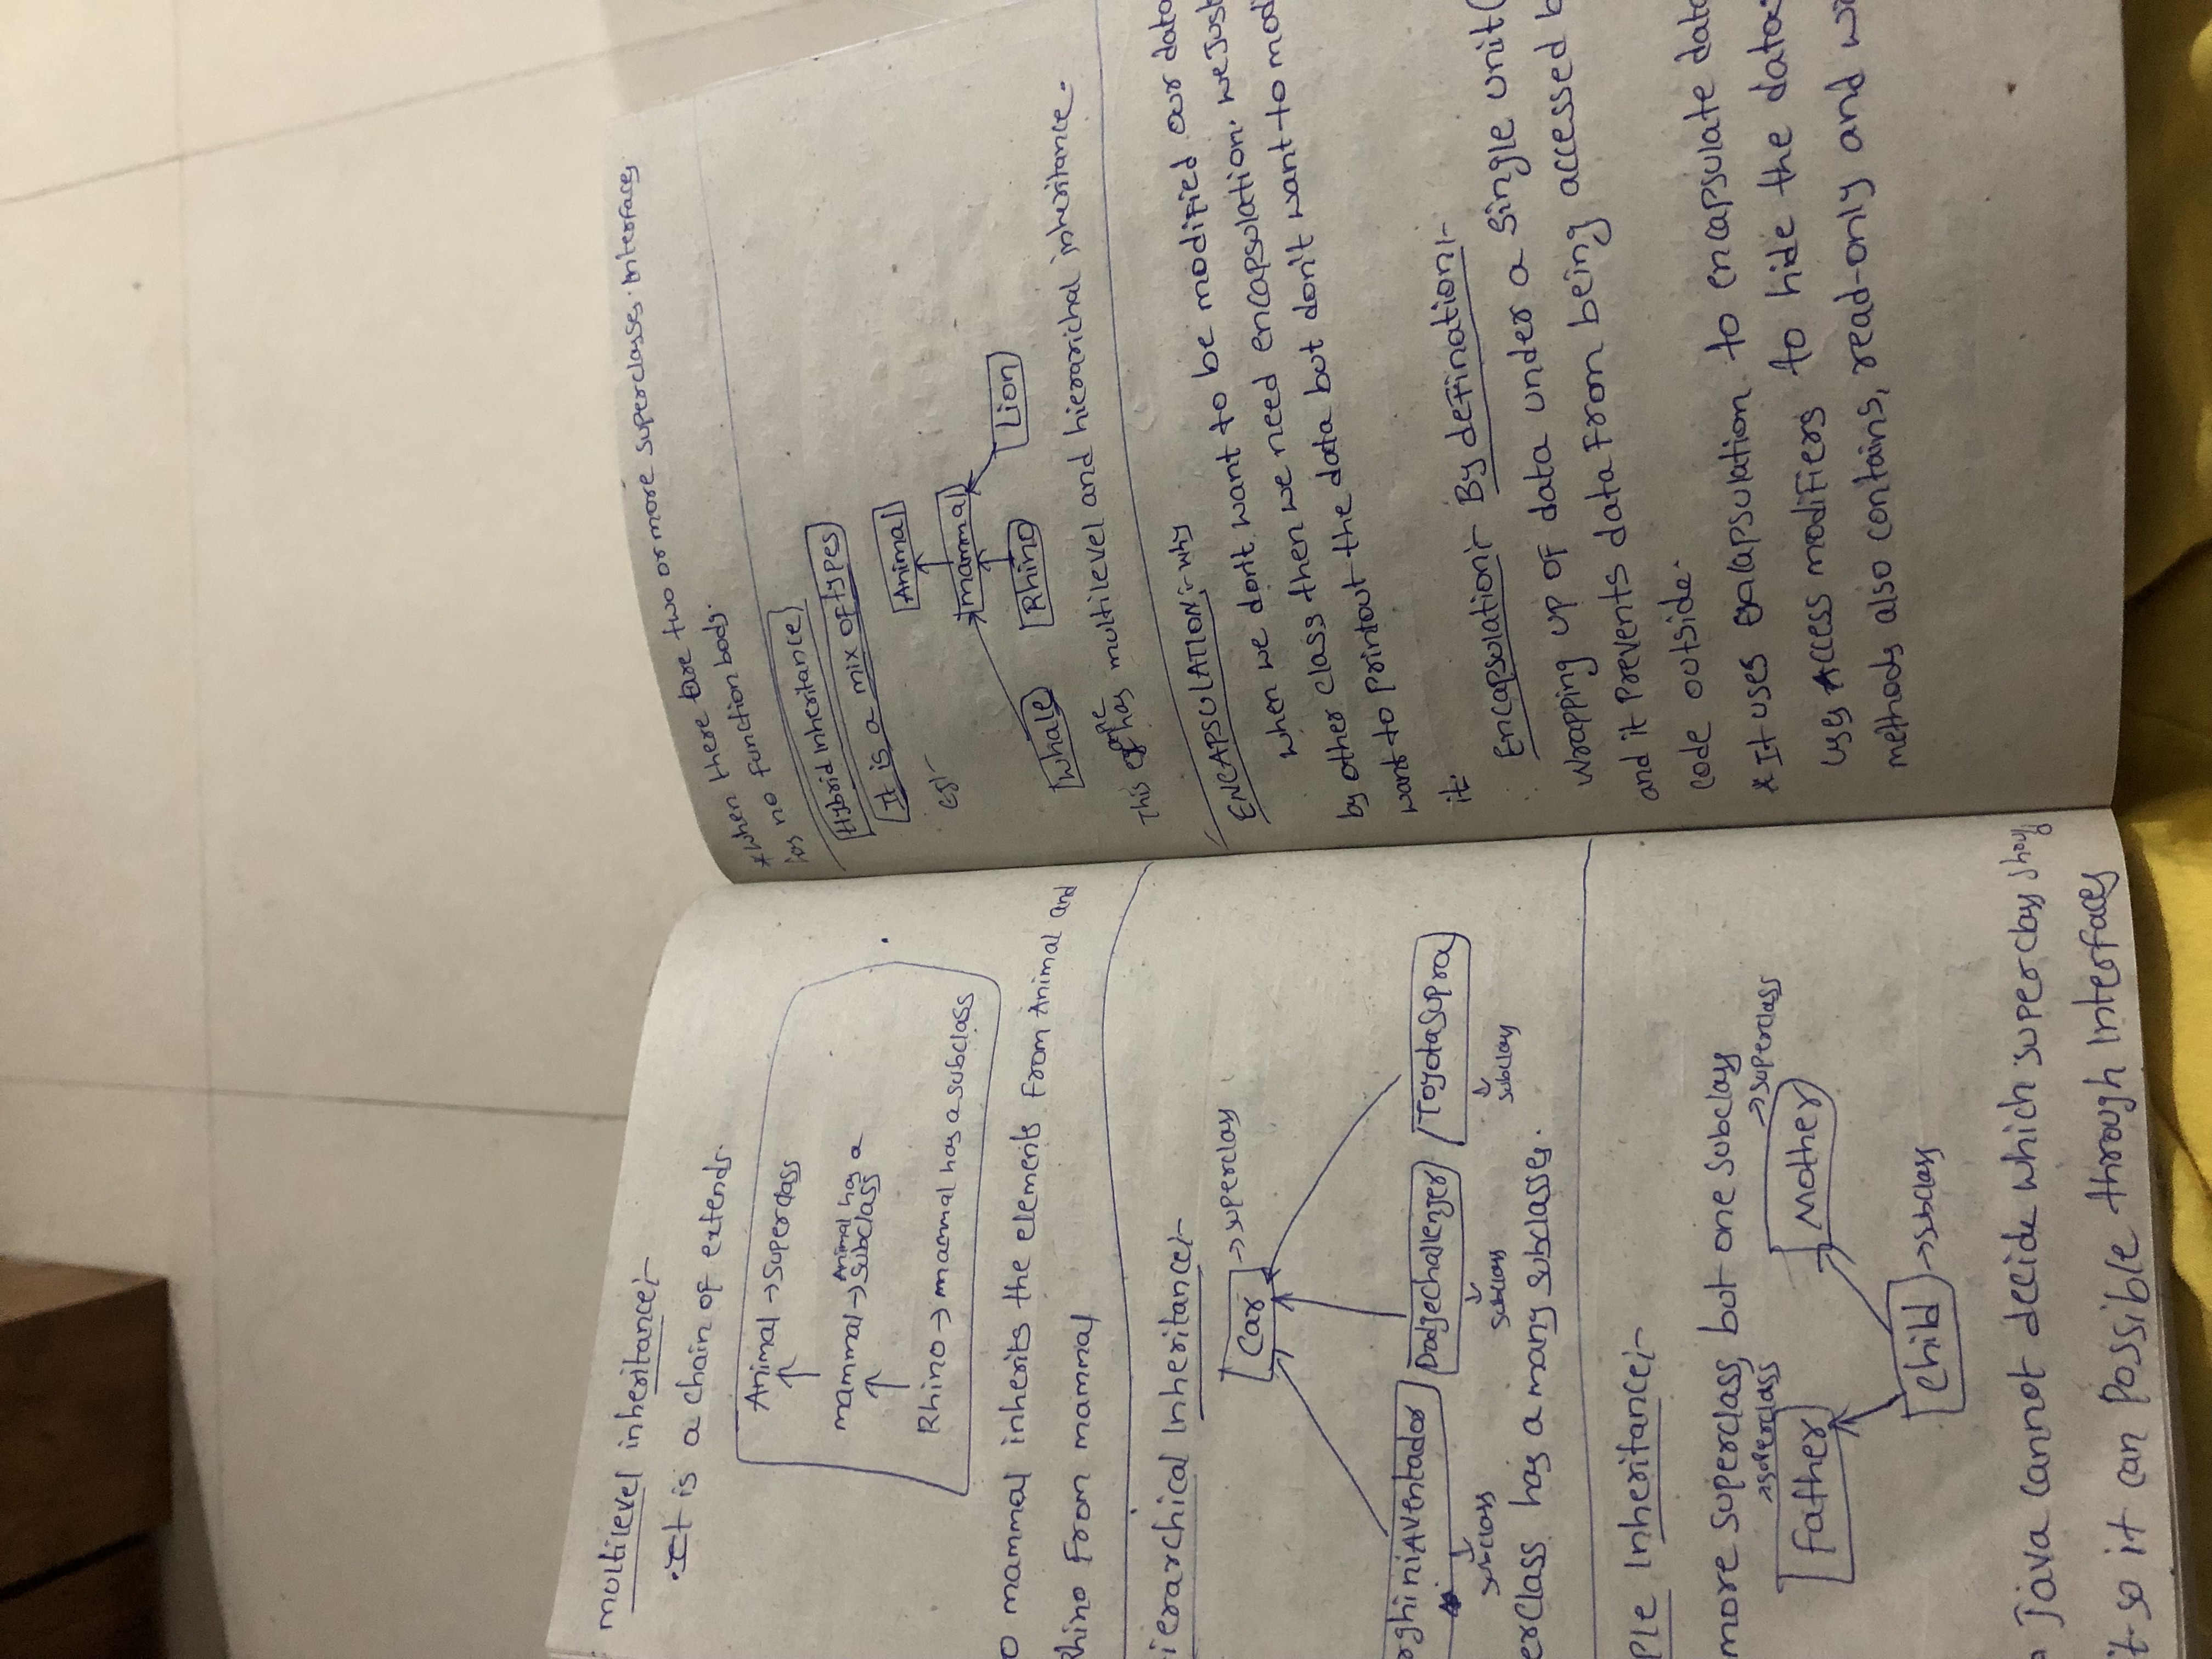 multilevel inheritance:-
·It is a chain of extends.
Animal → Superclass
mammal → Animal has a subclass
Rhino → mammal has a subclass
o mammal inherits the elements from Animal and
Rhino From mammal
ierarchical Inheritance:-
Car → superclass
rghiniAventador DodjeChallenjer ToyotaSupra
subclass subclass subclass
erclass has a many subclasses.
PLE Inheritance:-
more superclass, but one subclass
→superclass →superclass
Father Mother
child →subclass
Java cannot decide which superclass should
it so it can Possible through Interfaces
*When there are two or more superclasses. Interfaces
has no function body.
Hybrid Inheritance
It is a mix of types
eg:-
Animal
mammal
whale Rhino Lion
This one has multilevel and hierarichal inheritance.
ENCAPSULATION:- why
when we don't want to be modified our data
by other class then we need encapsulation. we Just
want to printout the data but don't want to mod
it.
Encapsulation:- By defination:-
Wrapping up of data under a single unit(
and it prevents data from being accessed b
code outside.
*It uses encapsulation to encapsulate data
uses Access modifiers to hide the data.
methods also contains, read-only and wr